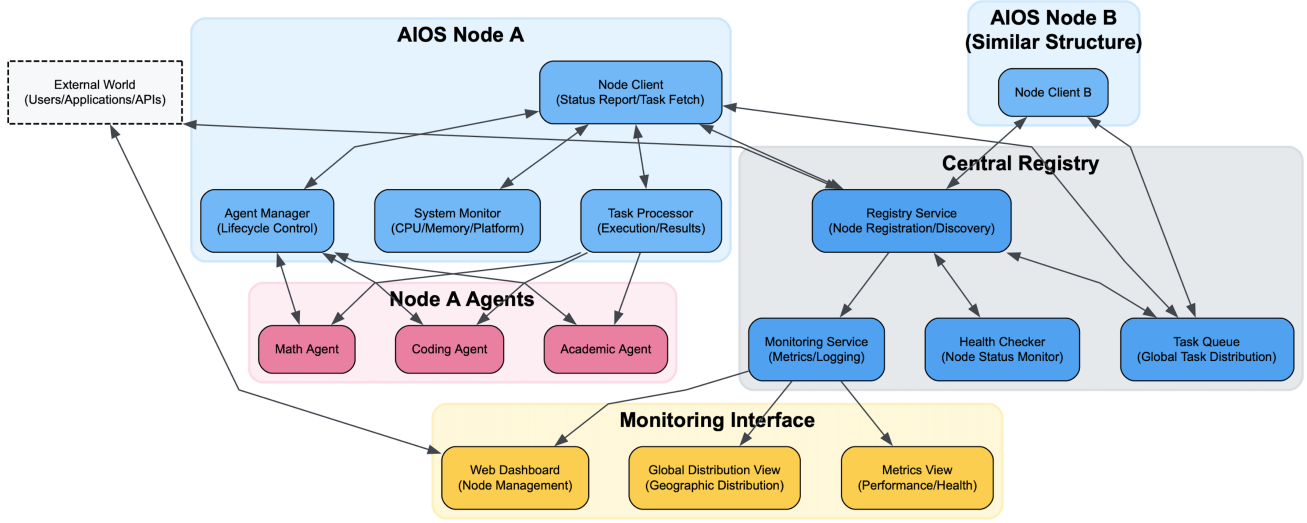 AIOS Node A
AIOS Node B
(Similar Structure)
External World
(Users/Applications/APIs)
Node Client
(Status Report/Task Fetch)
Node Client B
Central Registry
Agent Manager
(Lifecycle Control)
System Monitor
(CPU/Memory/Platform)
Task Processor
(Execution/Results)
Registry Service
(Node Registration/Discovery)
Node A Agents
Math Agent
Coding Agent
Academic Agent
Monitoring Service
(Metrics/Logging)
Health Checker
(Node Status Monitor)
Task Queue
(Global Task Distribution)
Monitoring Interface
Web Dashboard
(Node Management)
Global Distribution View
(Geographic Distribution)
Metrics View
(Performance/Health)